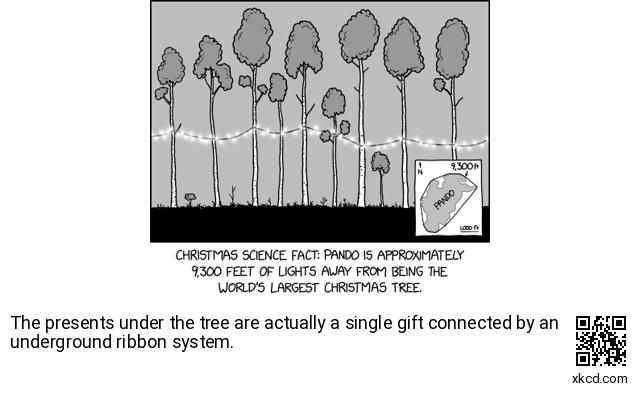 9,300 FT
N
PANDO
1,000 FT
CHRISTMAS SCIENCE FACT: PANDO IS APPROXIMATELY
9,300 FEET OF LIGHTS AWAY FROM BEING THE
WORLD'S LARGEST CHRISTMAS TREE.
The presents under the tree are actually a single gift connected by an
underground ribbon system.
xkcd.com